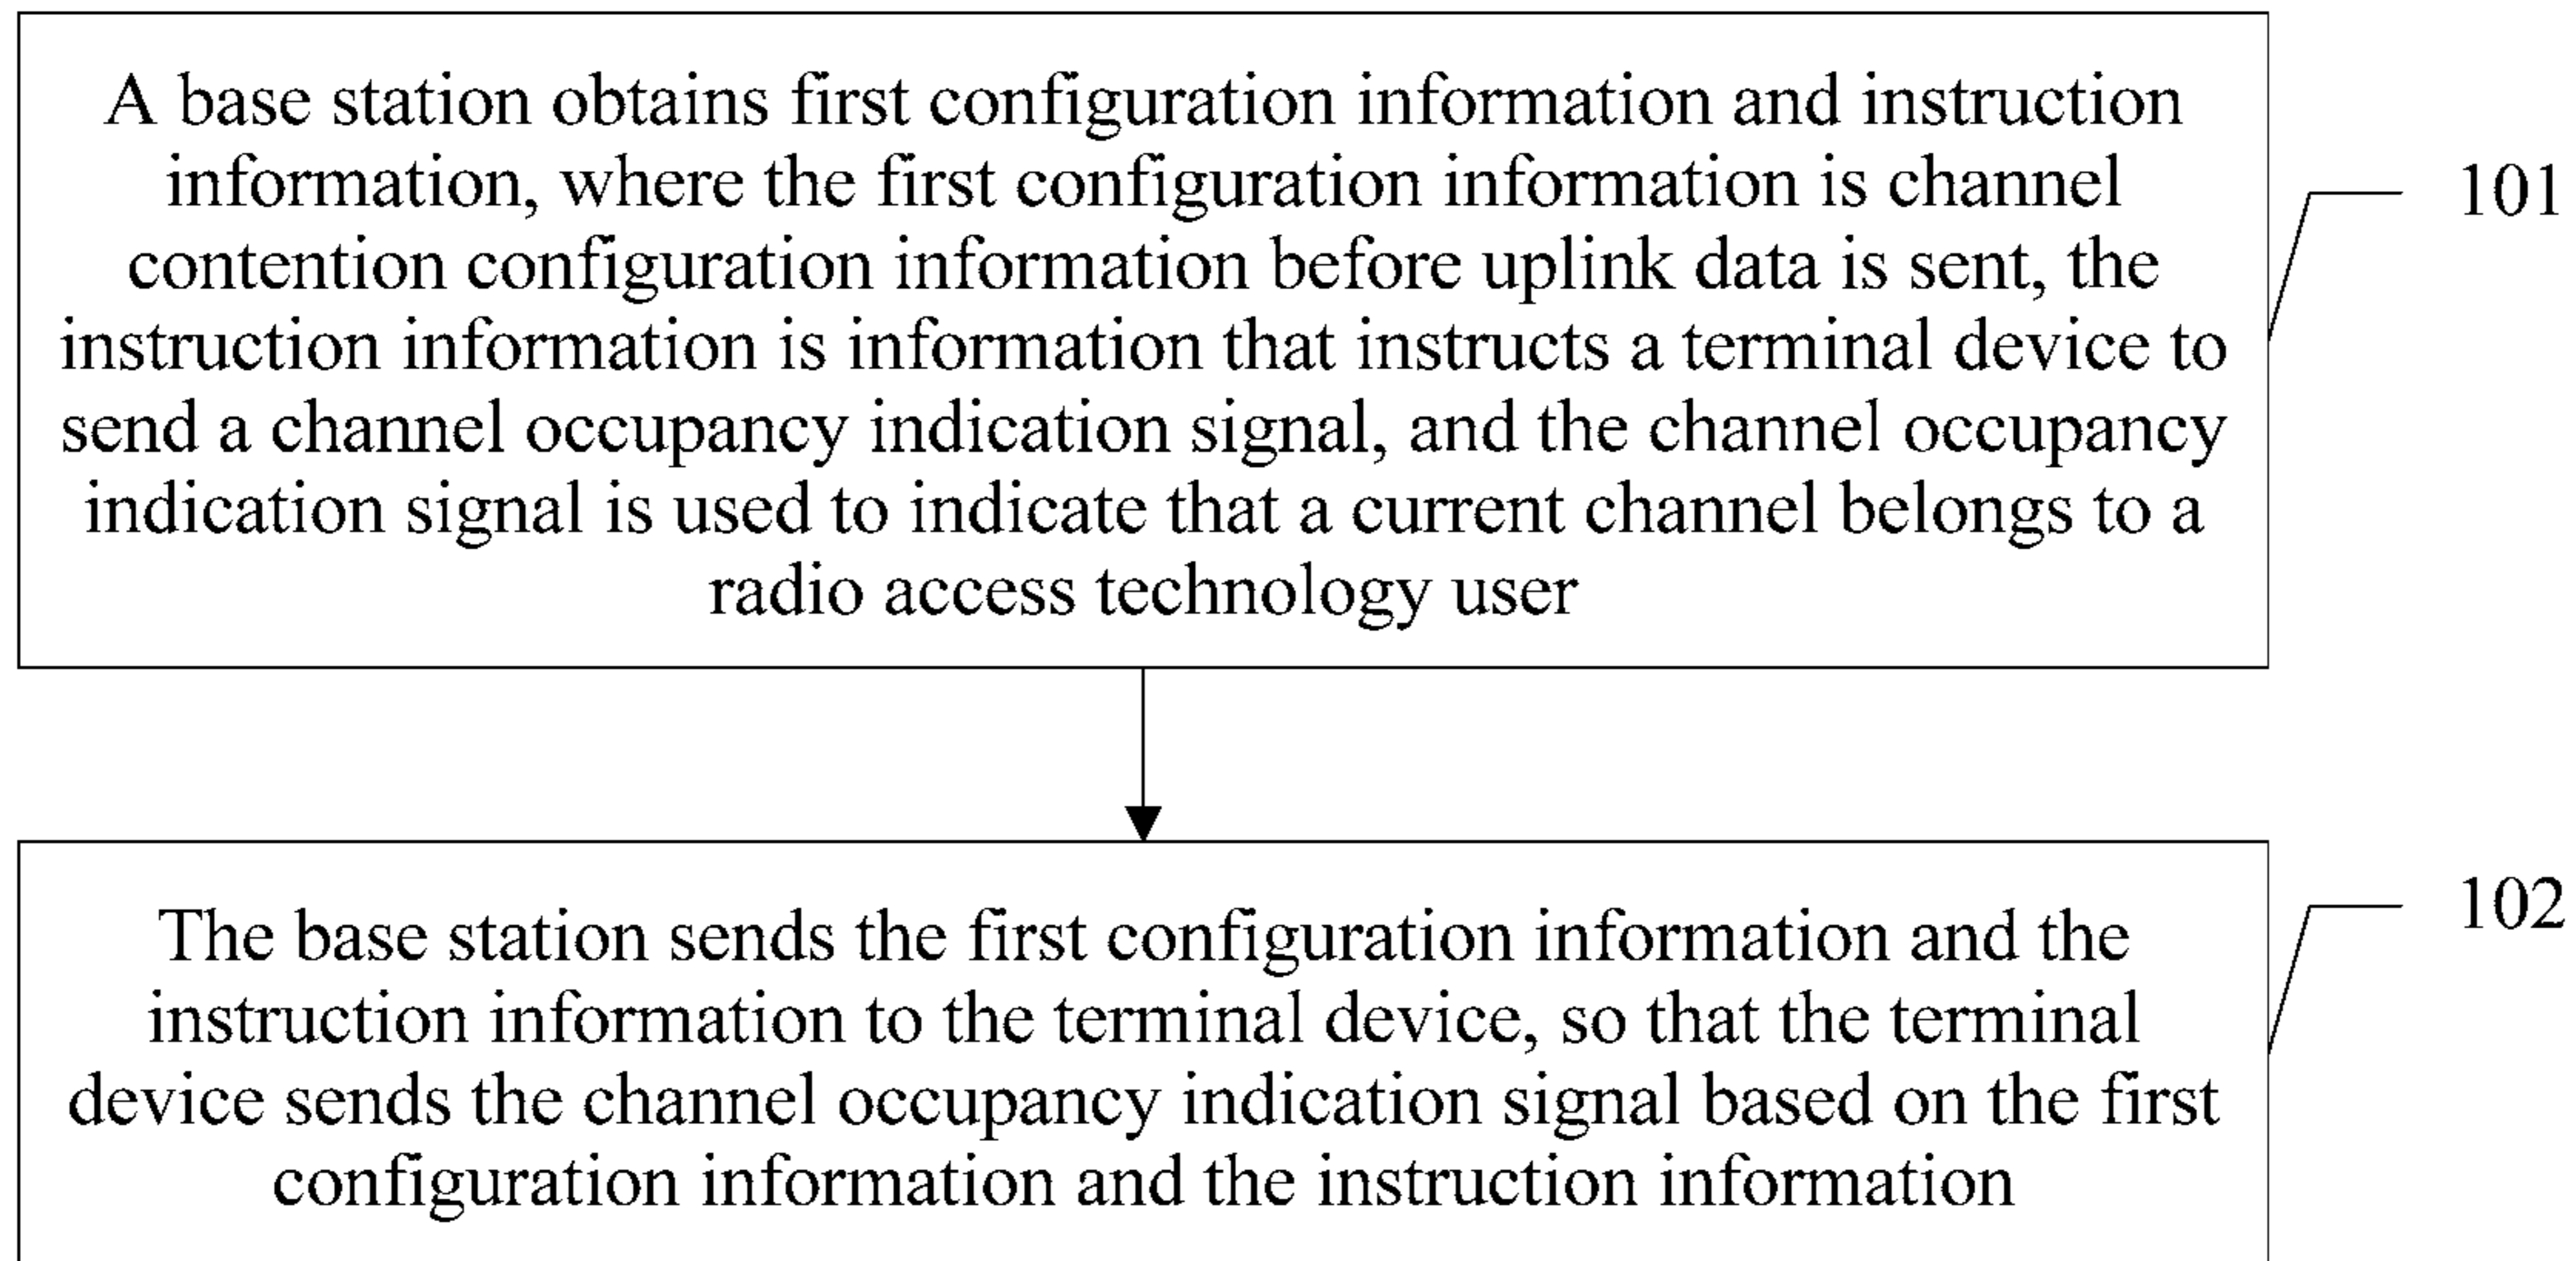 A base station obtains first configuration information and instruction
information, where the first configuration information is channel
contention configuration information before uplink data is sent, the
instruction information is information that instructs a terminal device to
send a channel occupancy indication signal, and the channel occupancy
indication signal is used to indicate that a current channel belongs to a
radio access technology user
101
The base station sends the first configuration information and the
instruction information to the terminal device, so that the terminal
device sends the channel occupancy indication signal based on the first
configuration information and the instruction information
102